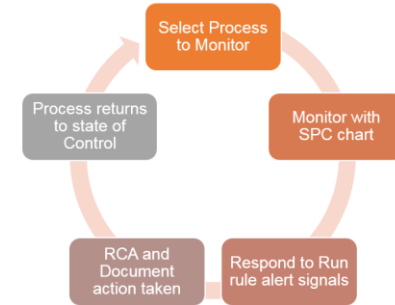 Select Process
to Monitor
Monitor with
SPC chart
Respond to Run
rule alert signals
RCA and
Document
action taken
Process returns
to state of
Control